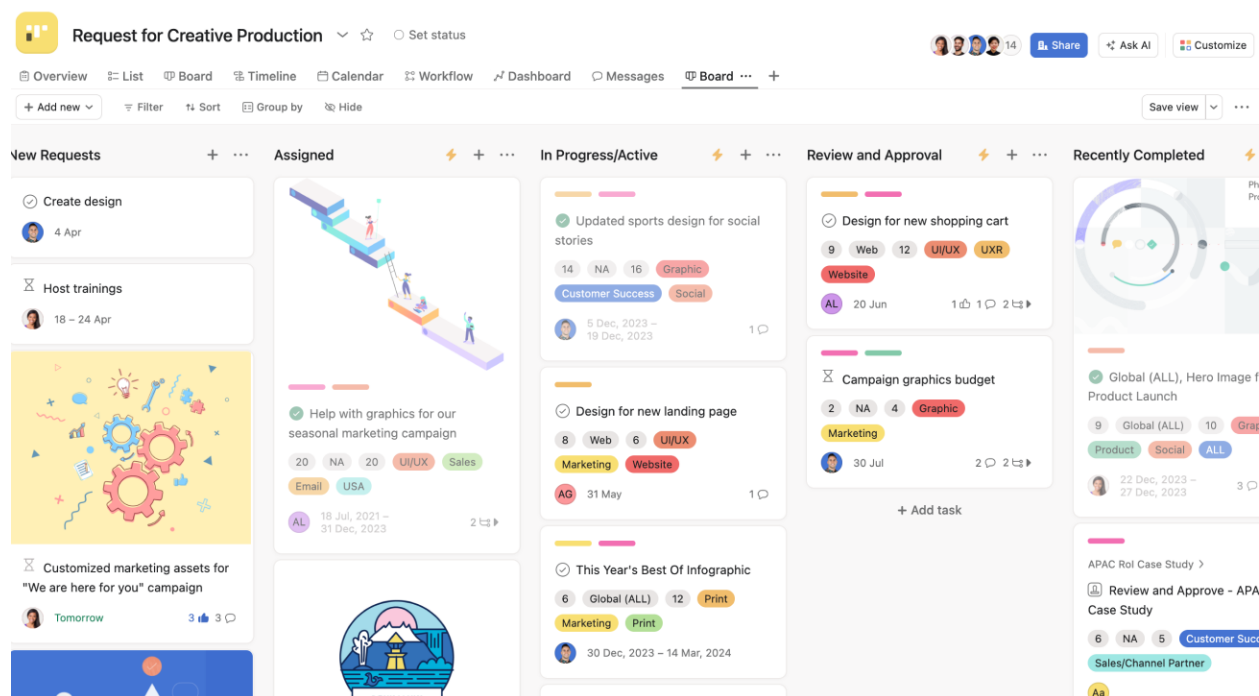 Request for Creative Production
Set status
14
Share
Ask AI
Customize
Overview
List
Board
Timeline
Calendar
Workflow
Dashboard
Messages
Board
+ Add new
Filter
Sort
Group by
Hide
Save view
New Requests
Create design
4 Apr
Host trainings
18 – 24 Apr
Customized marketing assets for
"We are here for you" campaign
Tomorrow
3
3
Assigned
Help with graphics for our
seasonal marketing campaign
20 NA 20 UI/UX Sales
Email USA
AL
18 Jul, 2021 –
31 Dec, 2023
2
In Progress/Active
Updated sports design for social
stories
14 NA 16 Graphic
Customer Success Social
5 Dec, 2023 –
19 Dec, 2023
1
Design for new landing page
8 Web 6 UI/UX
Marketing Website
AG 31 May
1
This Year's Best Of Infographic
6 Global (ALL) 12 Print
Marketing Print
30 Dec, 2023 – 14 Mar, 2024
Review and Approval
Design for new shopping cart
9 Web 12 UI/UX UXR
Website
AL 20 Jun
1 1 2
Campaign graphics budget
2 NA 4 Graphic
Marketing
30 Jul
2 2
+ Add task
Recently Completed
Ph
Pro
Global (ALL), Hero Image f
Product Launch
9 Global (ALL) 10 Grap
Product Social ALL
22 Dec, 2023 –
27 Dec, 2023
3
APAC RoI Case Study
Review and Approve - APA
Case Study
6 NA 5 Customer Succ
Sales/Channel Partner
Aa